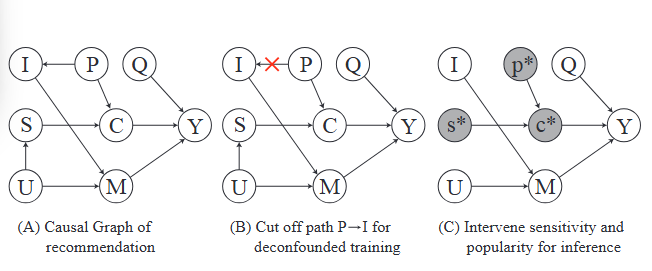 I P Q I P Q I p* Q
S C Y S C Y s* c* Y
U M U M U M
(A) Causal Graph of (B) Cut off path P→I for (C) Intervene sensitivity and
recommendation deconfounded training popularity for inference